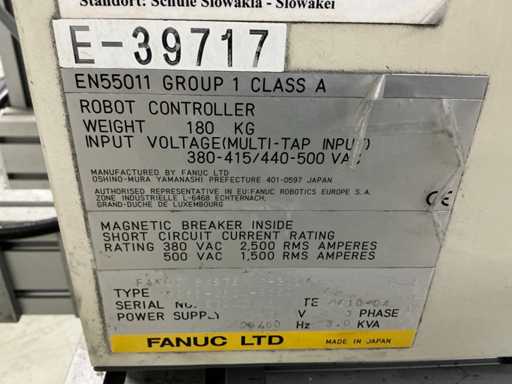 Standort: Schule Slowakia - Slowakei
E-39717
EN55011 GROUP 1 CLASS A
ROBOT CONTROLLER
WEIGHT 180 KG
INPUT VOLTAGE(MULTI-TAP INPUT)
380-415/440-500 VAC
MANUFACTURED BY FANUC LTD
OSHINO-MURA YAMANASHI PREFECTURE 401-0597 JAPAN
AUTHORISED REPRESENTATIVE IN EU:FANUC ROBOTICS EUROPE S.A.
ZONE INDUSTRIELLE L-6468 ECHTERNACH,
GRAND-DUCHE DE LUXEMBOURG
CE
MAGNETIC BREAKER INSIDE
SHORT CIRCUIT CURRENT RATING
RATING 380 VAC 2,500 RMS AMPERES
500 VAC 1,500 RMS AMPERES
TYPE
SERIAL NO.
POWER SUPPLY V 3 PHASE
Hz 3.0 KVA
FANUC LTD MADE IN JAPAN